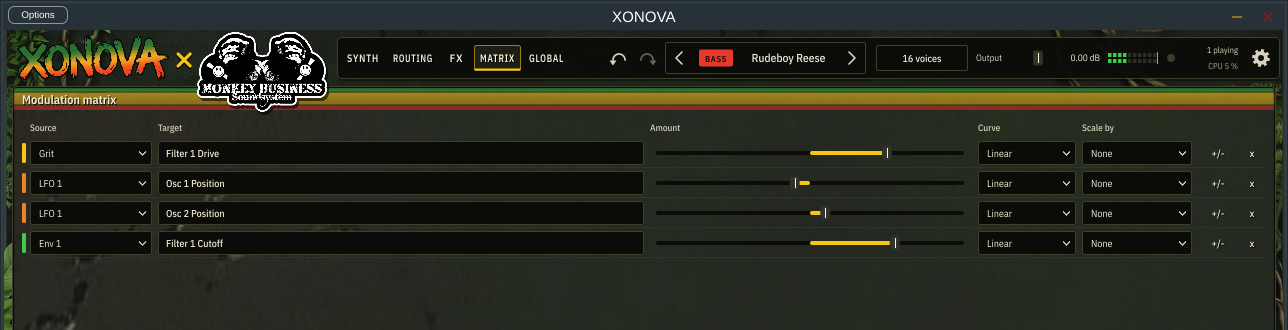 Options
XONOVA
XONOVA × MONKEY BUSINESS
Soundsystem
SYNTH ROUTING FX MATRIX GLOBAL
BASS Rudeboy Reese
16 voices
Output 0.00 dB
1 playing
CPU 5 %
Modulation matrix
Source Target Amount Curve Scale by
Grit Filter 1 Drive Linear None +/- x
LFO 1 Osc 1 Position Linear None +/- x
LFO 1 Osc 2 Position Linear None +/- x
Env 1 Filter 1 Cutoff Linear None +/- x